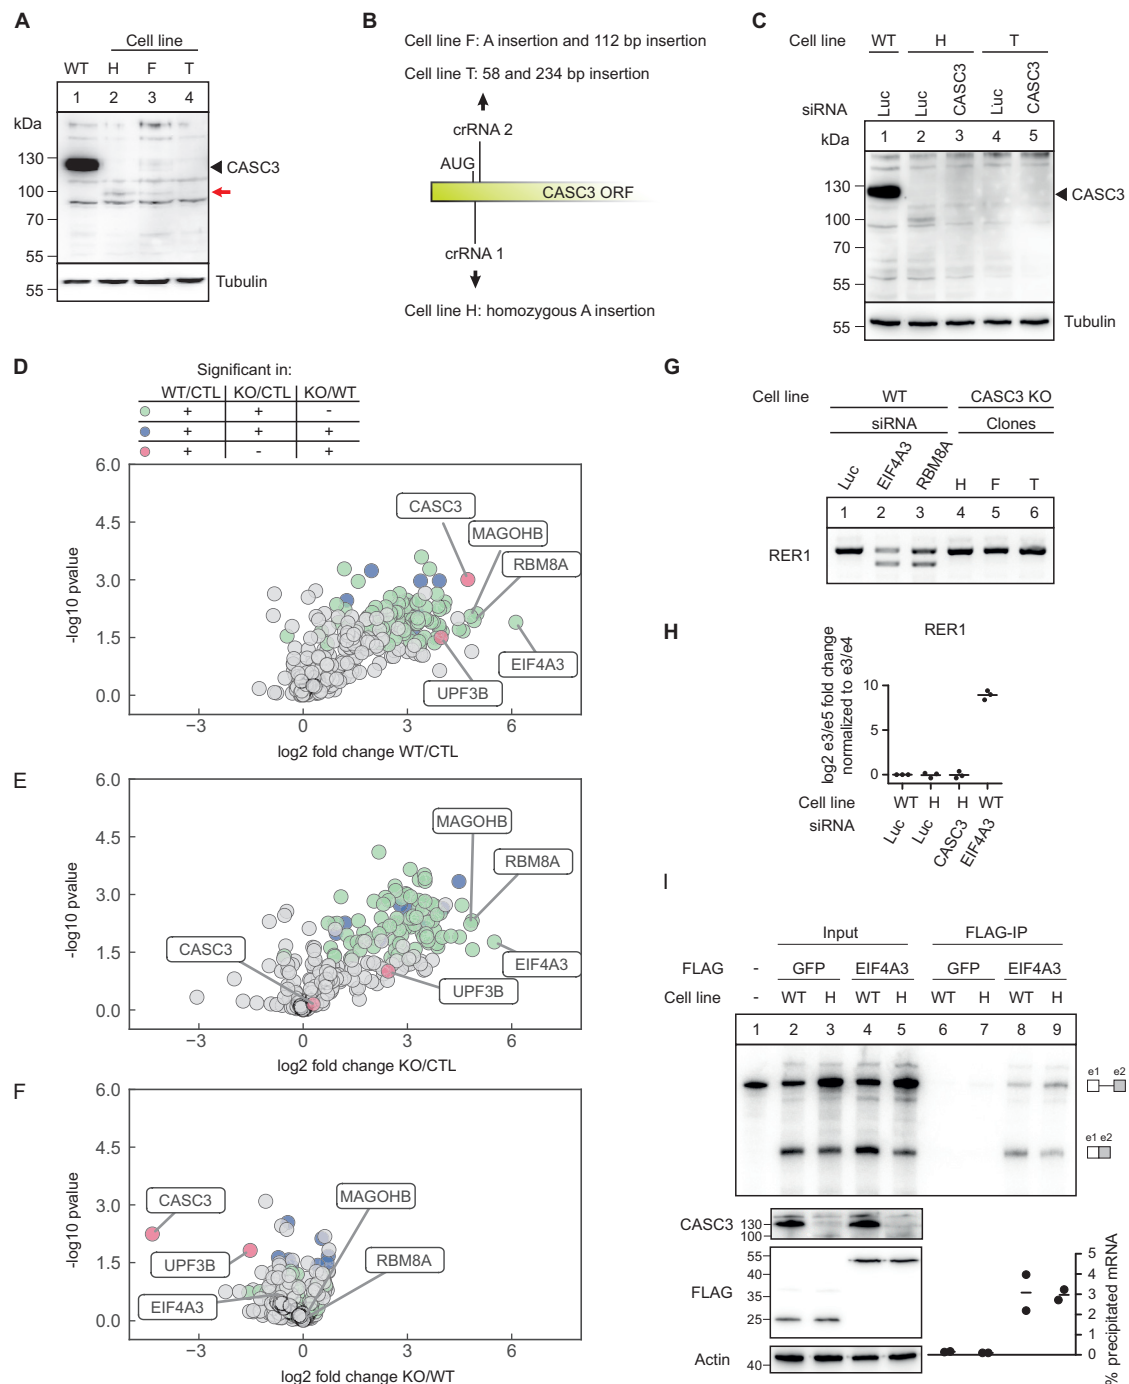 A
Cell line
WT H F T
1 2 3 4
kDa
130
100
70
55
55
CASC3
Tubulin
B
Cell line F: A insertion and 112 bp insertion
Cell line T: 58 and 234 bp insertion
crRNA 2
AUG
CASC3 ORF
crRNA 1
Cell line H: homozygous A insertion
C
Cell line WT H T
siRNA Luc Luc CASC3 Luc CASC3
kDa 1 2 3 4 5
130
100
70
55
55
CASC3
Tubulin
D
Significant in:
WT/CTL KO/CTL KO/WT
+ + -
+ + +
+ - +
6.0
4.5
3.0
1.5
0.0
-log10 pvalue
CASC3
MAGOHB
RBM8A
EIF4A3
UPF3B
−3 0 3 6
log2 fold change WT/CTL
E
6.0
4.5
3.0
1.5
0.0
-log10 pvalue
MAGOHB
RBM8A
CASC3
EIF4A3
UPF3B
−3 0 3 6
log2 fold change KO/CTL
F
6.0
4.5
3.0
1.5
0.0
-log10 pvalue
CASC3
MAGOHB
UPF3B
RBM8A
EIF4A3
−3 0 3 6
log2 fold change KO/WT
G
Cell line WT CASC3 KO
siRNA Clones
Luc EIF4A3 RBM8A H F T
1 2 3 4 5 6
RER1
H
RER1
log2 e3/e5 fold change
normalized to e3/e4
10
5
0
Cell line WT H H WT
siRNA Luc Luc CASC3 EIF4A3
I
Input FLAG-IP
FLAG - GFP EIF4A3 GFP EIF4A3
Cell line - WT H WT H WT H WT H
1 2 3 4 5 6 7 8 9
e1 e2
e1 e2
CASC3
130
100
FLAG
55
40
35
25
Actin
40
5
4
3
2
1
0
% precipitated mRNA